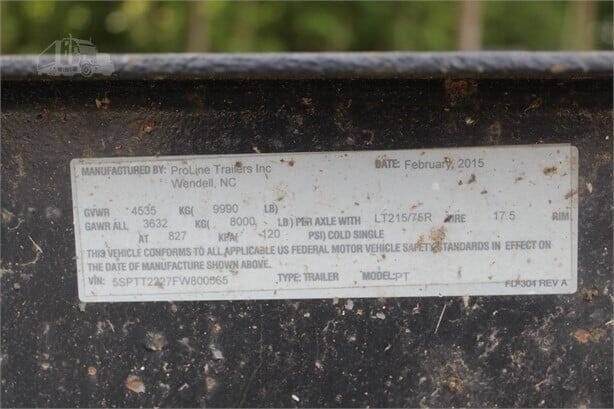 MANUFACTURED BY: ProLine Trailers Inc DATE: February, 2015
Wendell, NC
GVWR 4535 KG( 9990 LB)
GAWR ALL 3632 KG( 8000 LB) PER AXLE WITH LT215/75R TIRE 17.5 RIM
AT 827 KPA( 120 PSI) COLD SINGLE
THIS VEHICLE CONFORMS TO ALL APPLICABLE US FEDERAL MOTOR VEHICLE SAFETY STANDARDS IN EFFECT ON
THE DATE OF MANUFACTURE SHOWN ABOVE.
VIN: 5SPTT2227FW800565 TYPE: TRAILER MODEL: PT
FD-304 REV A